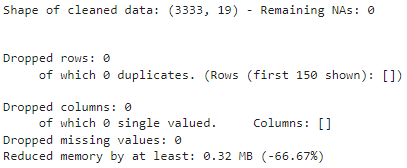 Shape of cleaned data: (3333, 19) - Remaining NAs: 0
Dropped rows: 0
of which 0 duplicates. (Rows (first 150 shown): [])
Dropped columns: 0
of which 0 single valued. Columns: []
Dropped missing values: 0
Reduced memory by at least: 0.32 MB (-66.67%)